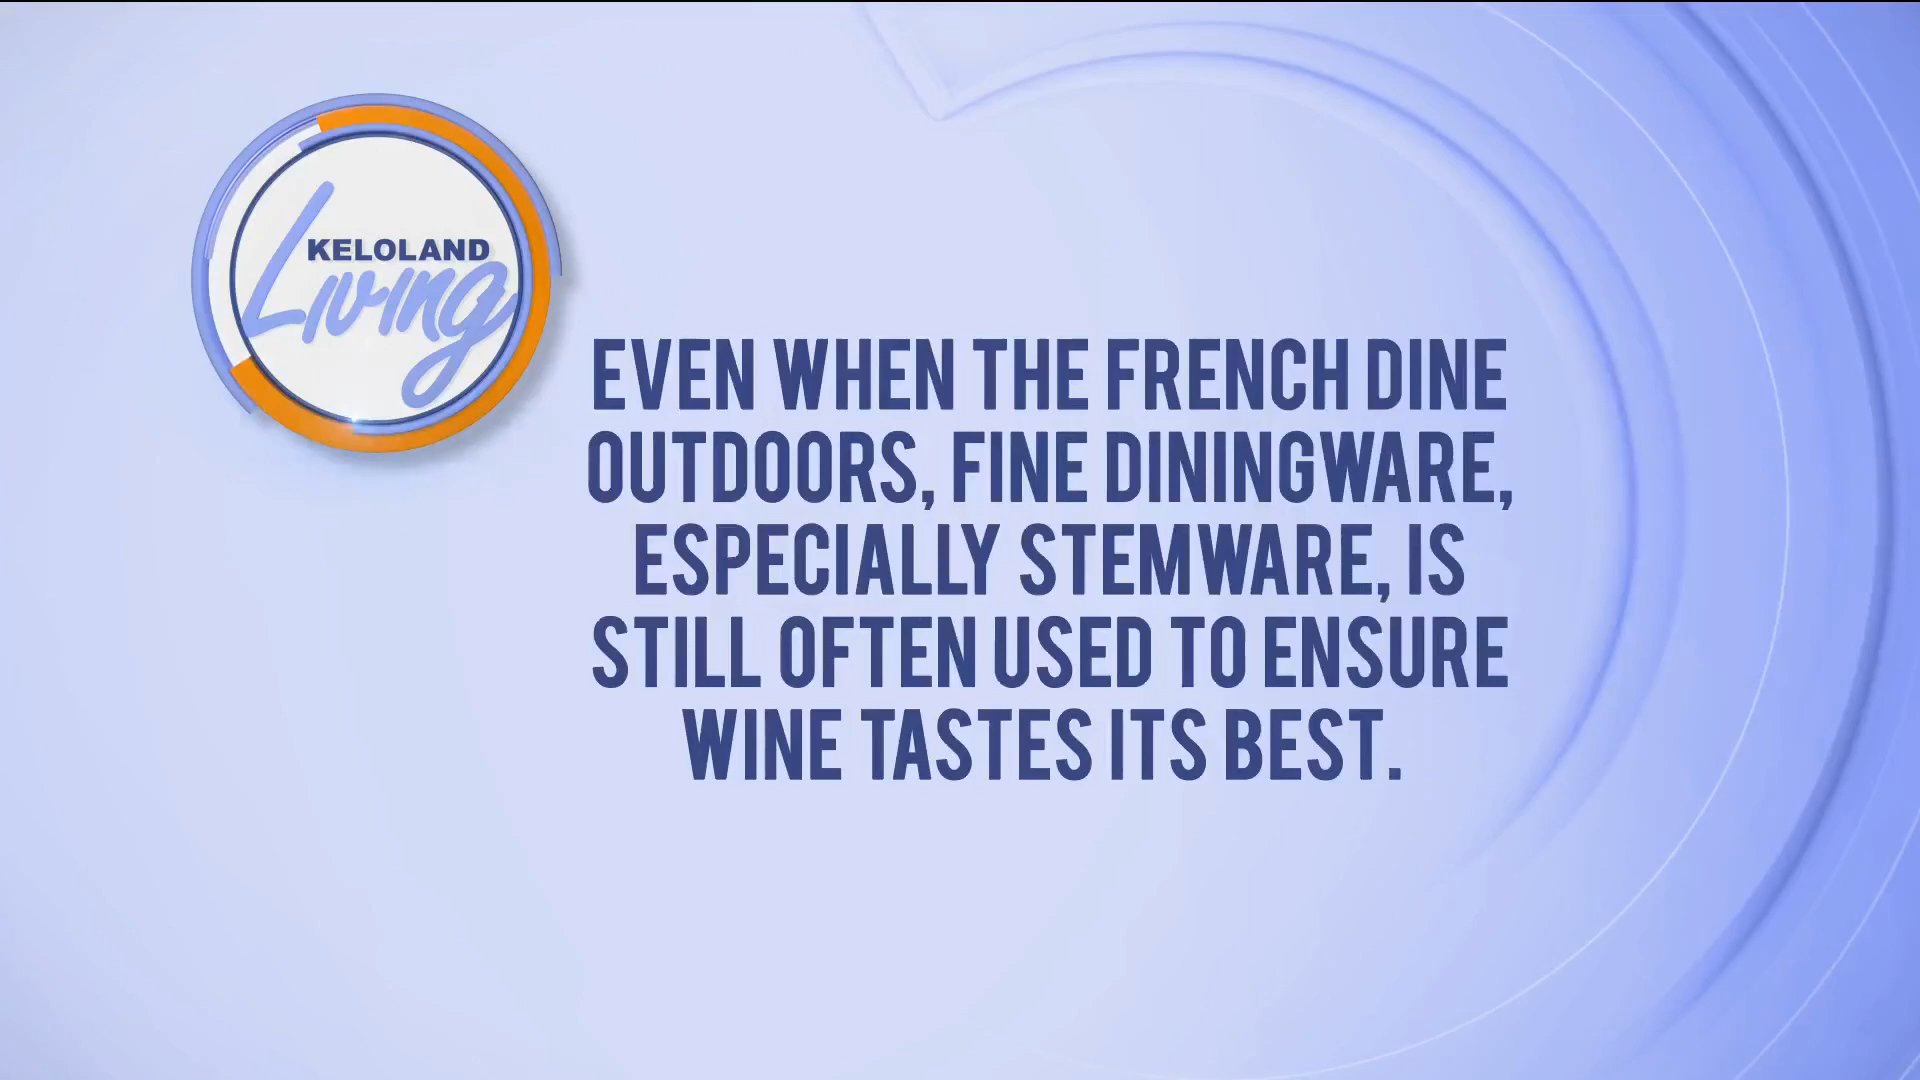 KELOLAND
Living
EVEN WHEN THE FRENCH DINE
OUTDOORS, FINE DININGWARE,
ESPECIALLY STEMWARE, IS
STILL OFTEN USED TO ENSURE
WINE TASTES ITS BEST.